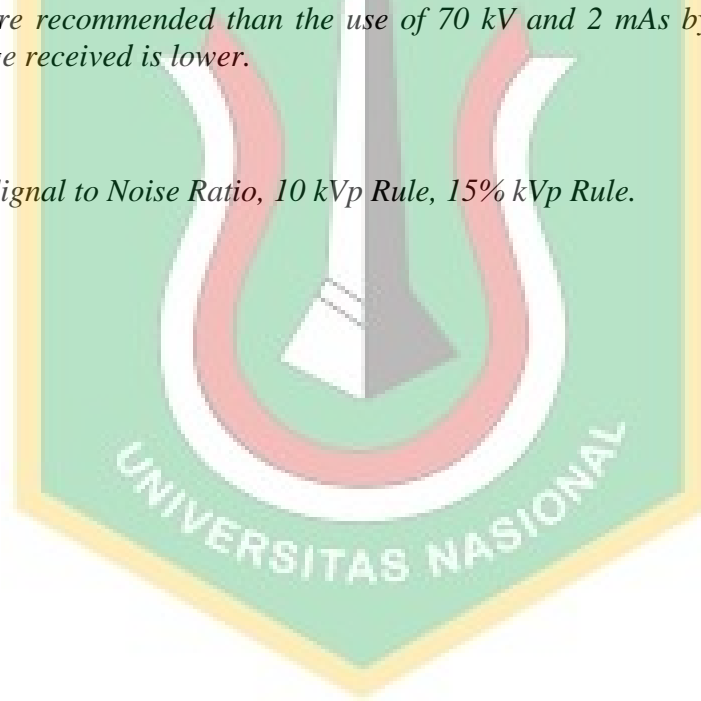 re recommended than the use of 70 kV and 2 mAs by
e received is lower.
ignal to Noise Ratio, 10 kVp Rule, 15% kVp Rule.
UNIVERSITAS NASIONAL